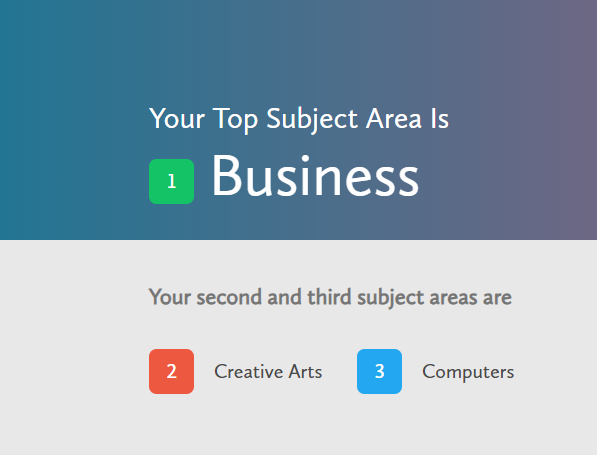 Your Top Subject Area Is
1 Business
Your second and third subject areas are
2 Creative Arts 3 Computers